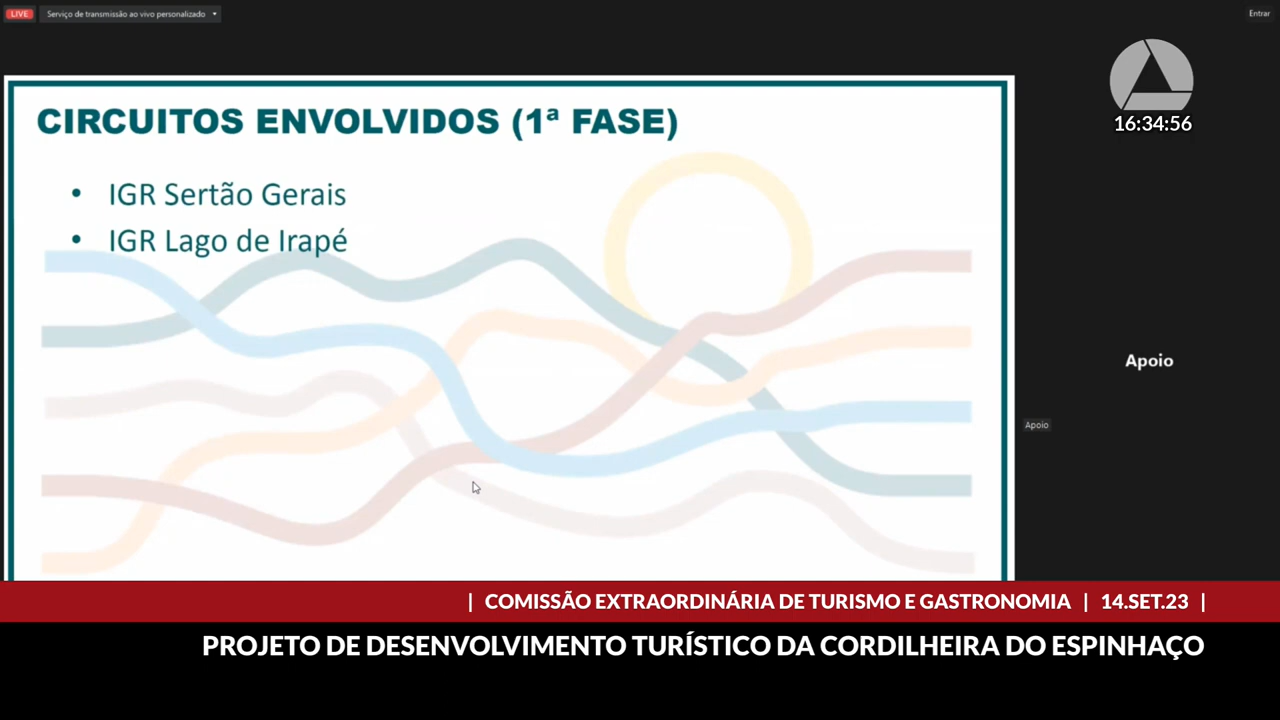 LIVE Serviço de transmissão ao vivo personalizado
Entrar
16:34:56
CIRCUITOS ENVOLVIDOS (1ª FASE)
• IGR Sertão Gerais
• IGR Lago de Irapé
Apoio
Apoio
| COMISSÃO EXTRAORDINÁRIA DE TURISMO E GASTRONOMIA | 14.SET.23 |
PROJETO DE DESENVOLVIMENTO TURÍSTICO DA CORDILHEIRA DO ESPINHAÇO